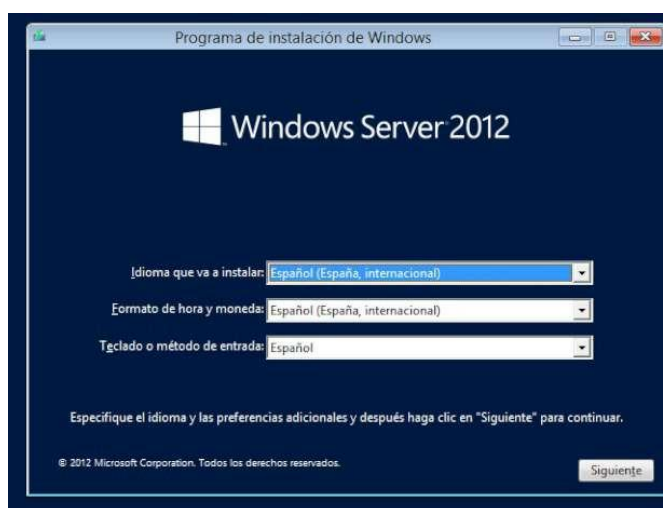 Programa de instalación de Windows
Windows Server 2012
Idioma que va a instalar: Español (España, internacional)
Formato de hora y moneda: Español (España, internacional)
Teclado o método de entrada: Español
Especifique el idioma y las preferencias adicionales y después haga clic en "Siguiente" para continuar.
© 2012 Microsoft Corporation. Todos los derechos reservados.
Siguiente